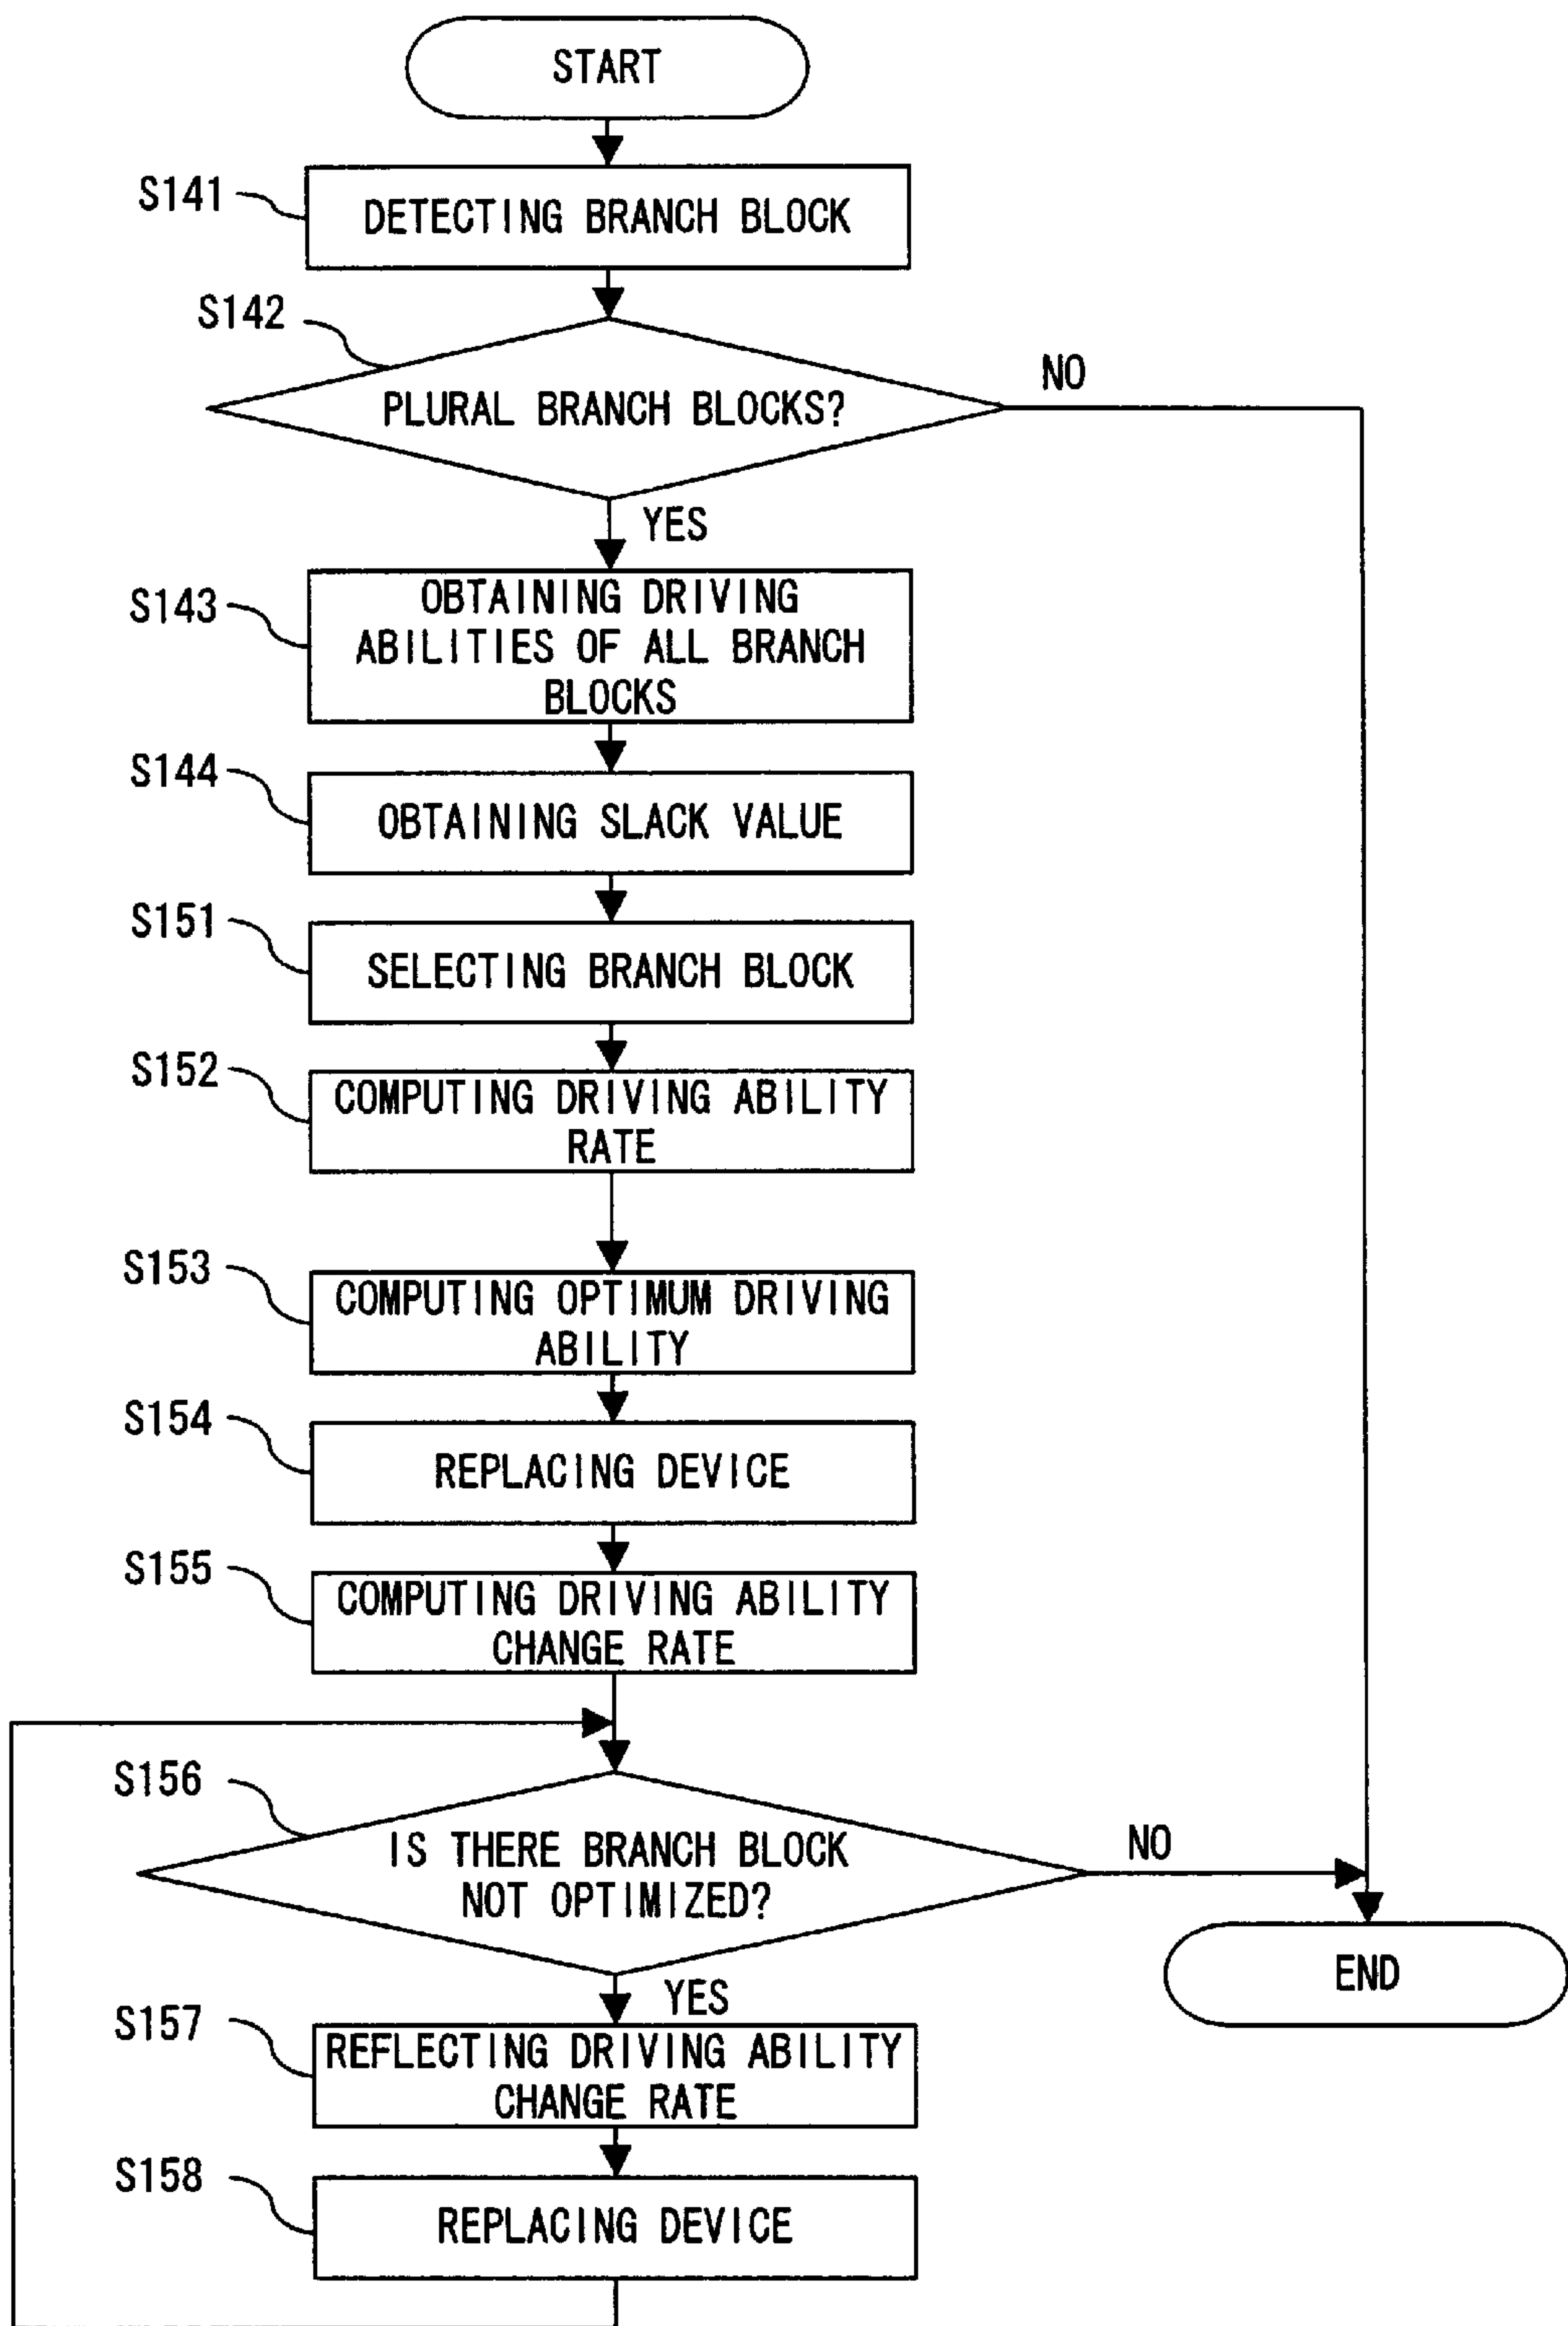 START
S141
DETECTING BRANCH BLOCK
S142
PLURAL BRANCH BLOCKS?
NO
YES
S143
OBTAINING DRIVING
ABILITIES OF ALL BRANCH
BLOCKS
S144
OBTAINING SLACK VALUE
S151
SELECTING BRANCH BLOCK
S152
COMPUTING DRIVING ABILITY
RATE
S153
COMPUTING OPTIMUM DRIVING
ABILITY
S154
REPLACING DEVICE
S155
COMPUTING DRIVING ABILITY
CHANGE RATE
S156
IS THERE BRANCH BLOCK
NOT OPTIMIZED?
NO
END
YES
S157
REFLECTING DRIVING ABILITY
CHANGE RATE
S158
REPLACING DEVICE